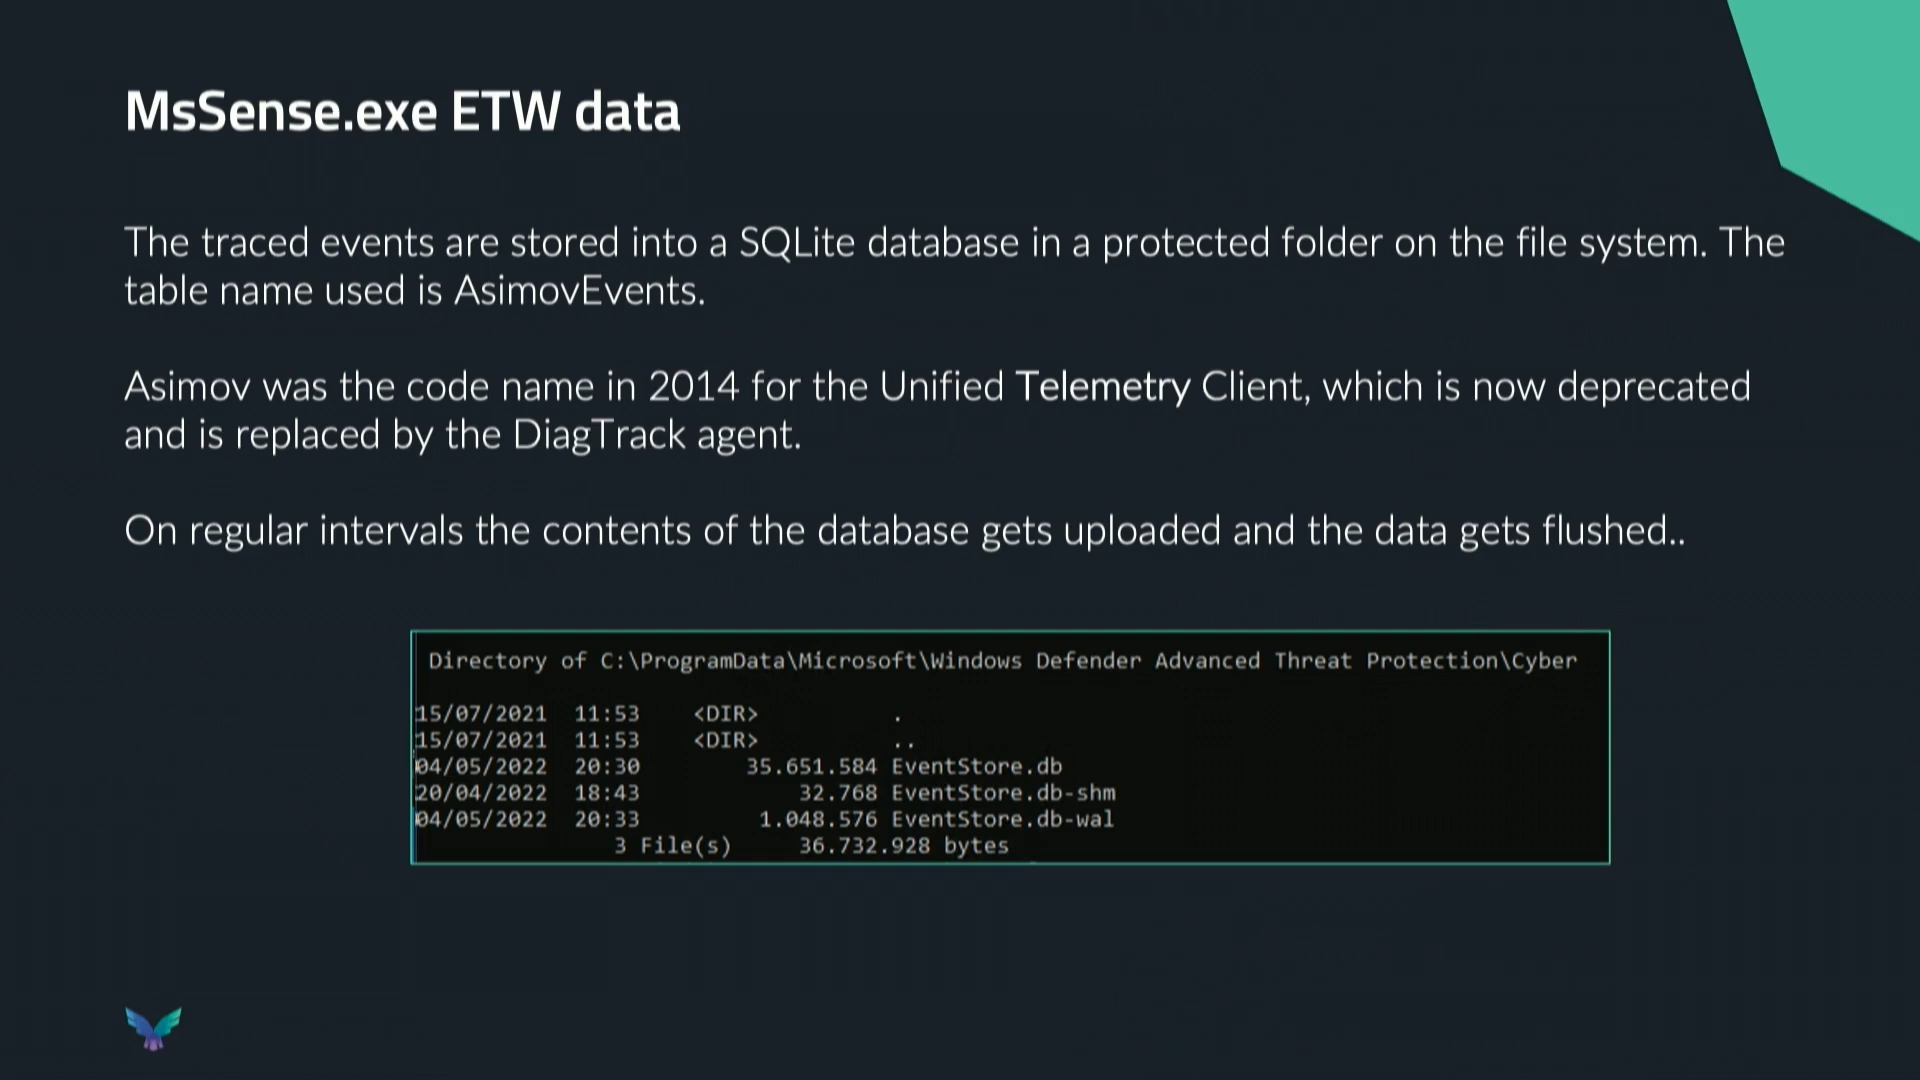 MsSense.exe ETW data
The traced events are stored into a SQLite database in a protected folder on the file system. The
table name used is AsimovEvents.
Asimov was the code name in 2014 for the Unified Telemetry Client, which is now deprecated
and is replaced by the DiagTrack agent.
On regular intervals the contents of the database gets uploaded and the data gets flushed..
Directory of C:\ProgramData\Microsoft\Windows Defender Advanced Threat Protection\Cyber
15/07/2021 11:53 <DIR> .
15/07/2021 11:53 <DIR> ..
04/05/2022 20:30 35.651.584 EventStore.db
20/04/2022 18:43 32.768 EventStore.db-shm
04/05/2022 20:33 1.048.576 EventStore.db-wal
3 File(s) 36.732.928 bytes